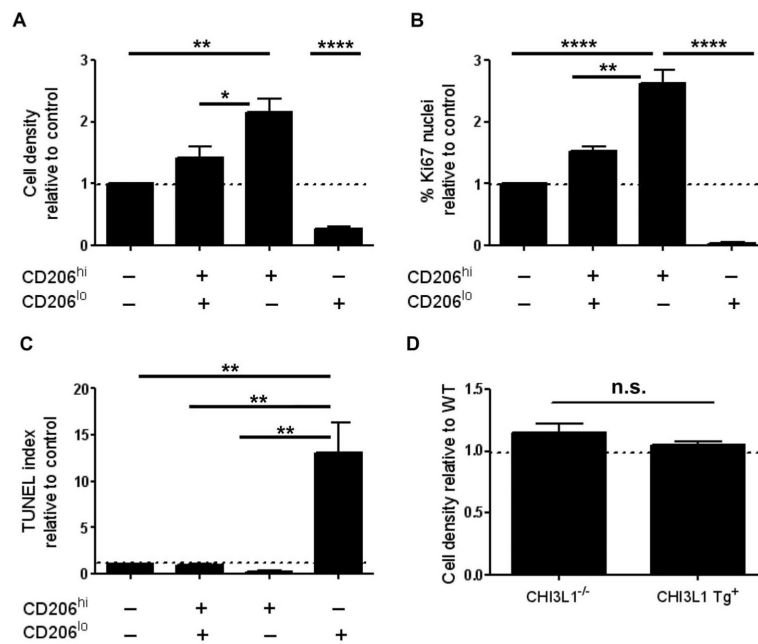 A
** ****
*
Cell density
relative to control
3
2
1
0
CD206hi – + + –
CD206lo – + – +
B
**** ****
**
% Ki67 nuclei
relative to control
3
2
1
0
CD206hi – + + –
CD206lo – + – +
C
**
**
**
TUNEL index
relative to control
20
15
10
5
0
CD206hi – + + –
CD206lo – + – +
D
n.s.
Cell density relative to WT
1.5
1.0
0.5
0.0
CHI3L1-/- CHI3L1 Tg+